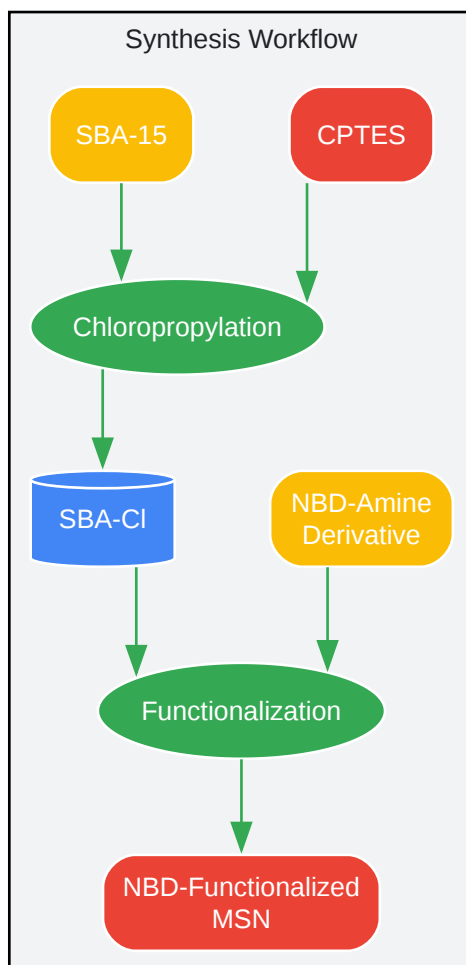 Synthesis Workflow
SBA-15
CPTES
Chloropropylation
SBA-Cl
NBD-Amine
Derivative
Functionalization
NBD-Functionalized
MSN